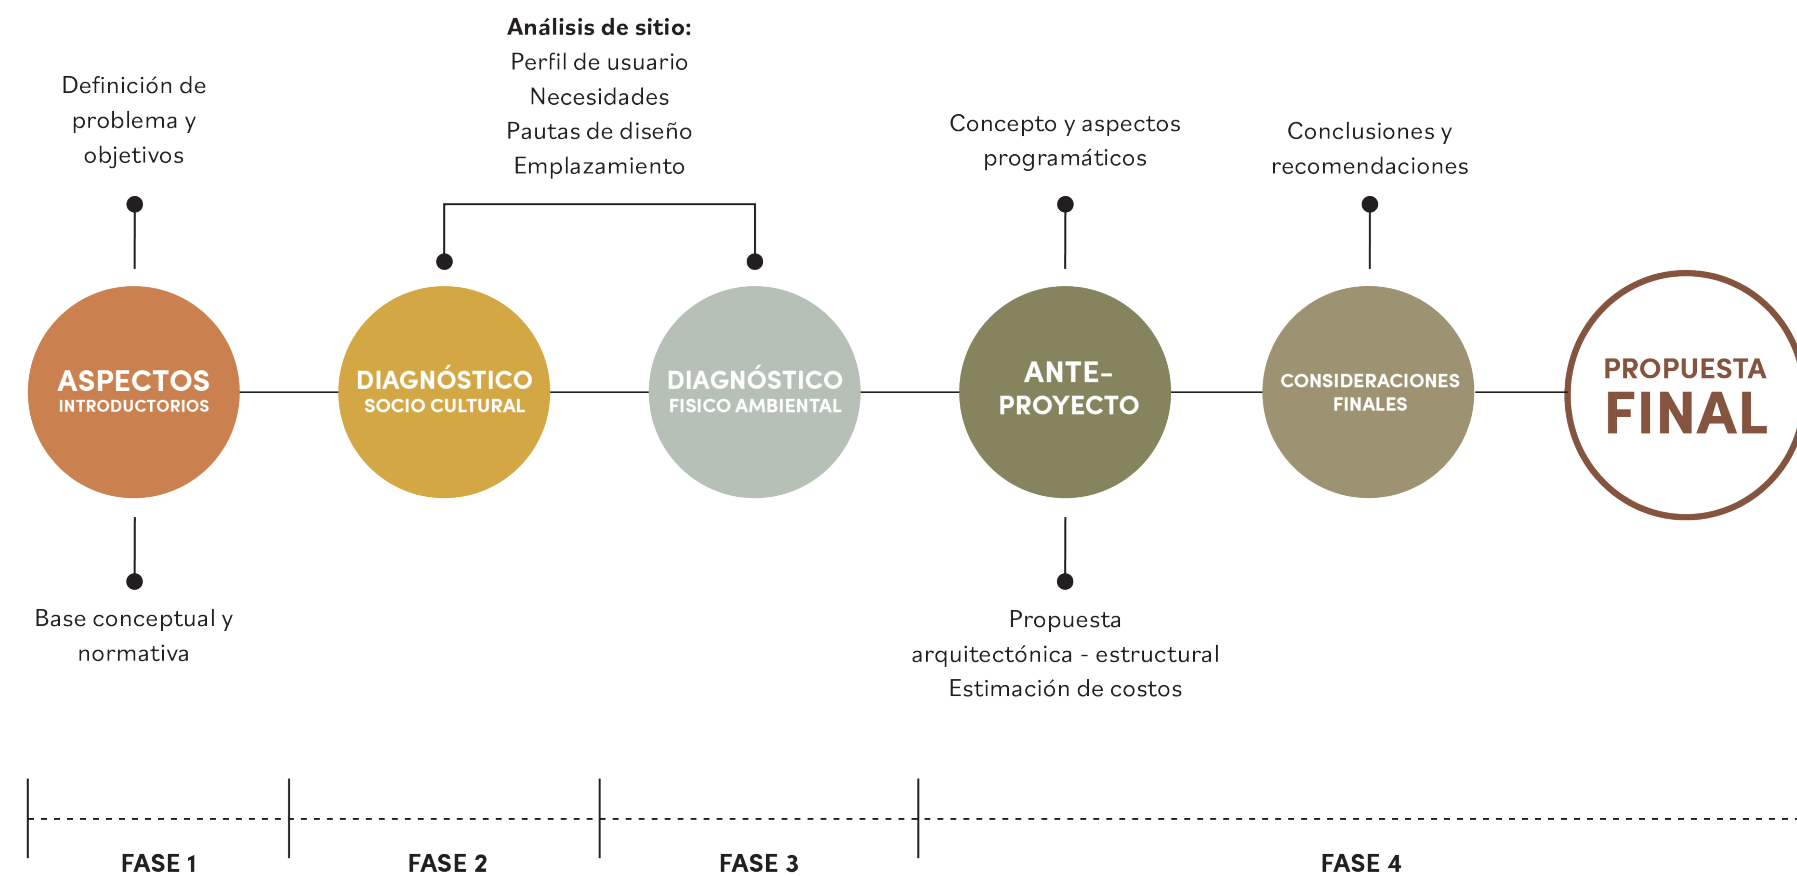 Análisis de sitio:
Perfil de usuario
Necesidades
Pautas de diseño
Emplazamiento
Definición de
problema y
objetivos
Concepto y aspectos
programáticos
Conclusiones y
recomendaciones
ASPECTOS
INTRODUCTORIOS
DIAGNÓSTICO
SOCIO CULTURAL
DIAGNÓSTICO
FISICO AMBIENTAL
ANTE-
PROYECTO
CONSIDERACIONES
FINALES
PROPUESTA
FINAL
Base conceptual y
normativa
Propuesta
arquitectónica - estructural
Estimación de costos
FASE 1
FASE 2
FASE 3
FASE 4